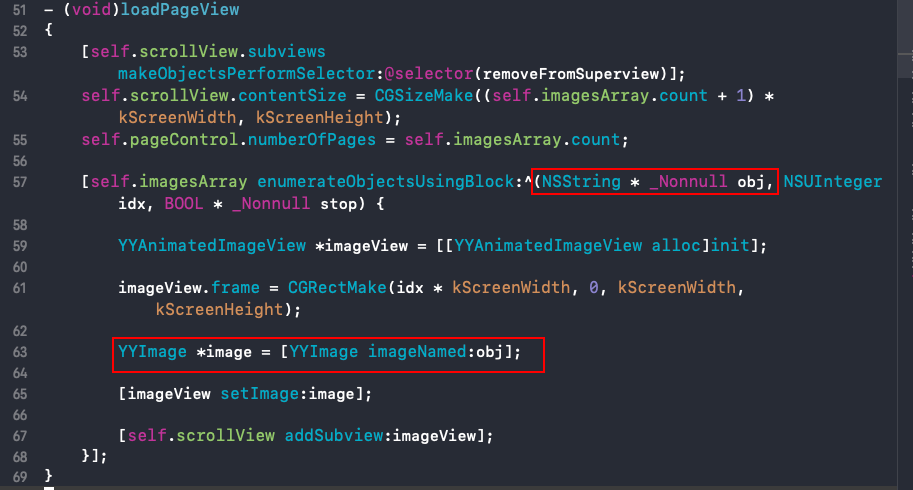 51 - (void)loadPageView
52 {
53 [self.scrollView.subviews
makeObjectsPerformSelector:@selector(removeFromSuperview)];
54 self.scrollView.contentSize = CGSizeMake((self.imagesArray.count + 1) *
kScreenWidth, kScreenHeight);
55 self.pageControl.numberOfPages = self.imagesArray.count;
56
57 [self.imagesArray enumerateObjectsUsingBlock:^(NSString * _Nonnull obj, NSUInteger
idx, BOOL * _Nonnull stop) {
58
59 YYAnimatedImageView *imageView = [[YYAnimatedImageView alloc]init];
60
61 imageView.frame = CGRectMake(idx * kScreenWidth, 0, kScreenWidth,
kScreenHeight);
62
63 YYImage *image = [YYImage imageNamed:obj];
64
65 [imageView setImage:image];
66
67 [self.scrollView addSubview:imageView];
68 }];
69 }